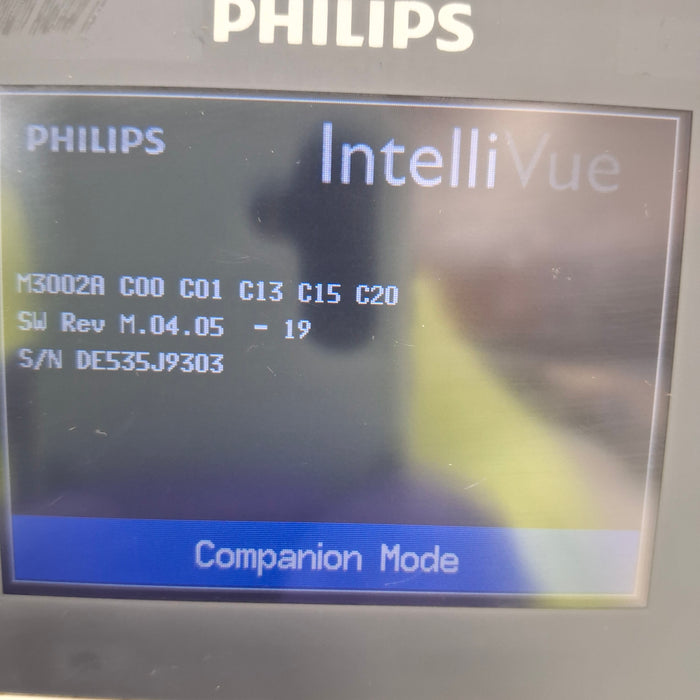 PHILIPS
PHILIPS
IntelliVue
M3002A C00 C01 C13 C15 C20
SW Rev M.04.05 - 19
S/N DE535J9303
Companion Mode